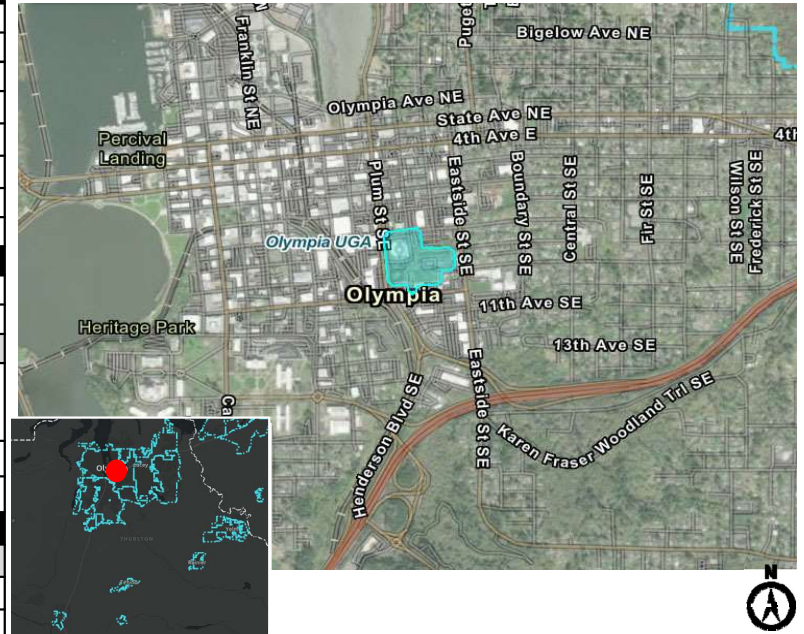 Franklin St NE
Puget
Bigelow Ave NE
Olympia Ave NE
State Ave NE
4th Ave E
4th
Percival
Landing
Plum St SE
Eastside St SE
Boundary St SE
Central St SE
Fir St SE
Wilson St SE
Frederick St SE
Olympia UGA
Olympia
11th Ave SE
Heritage Park
13th Ave SE
Ca
Henderson Blvd SE
Eastside St SE
Karen Fraser Woodland Trl SE
THURSTON
N